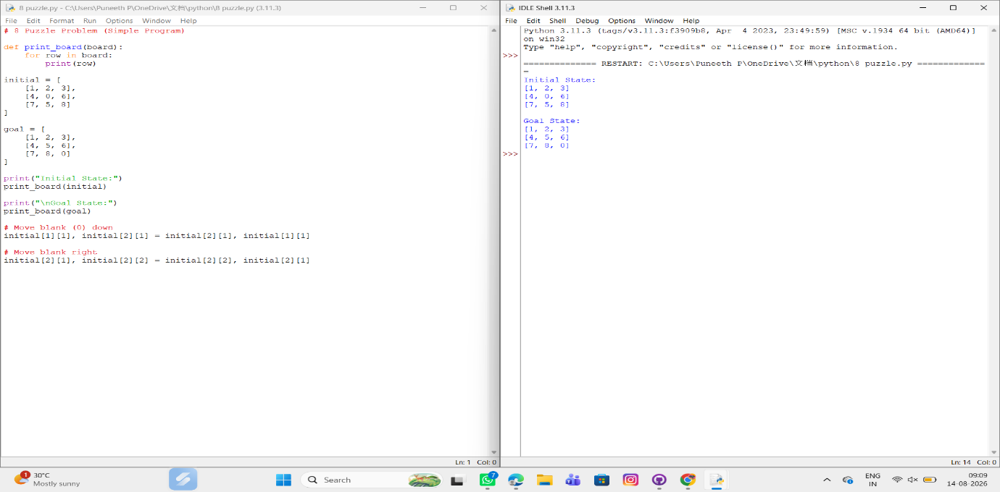 8 puzzle.py - C:\Users\Puneeth P\OneDrive\文档\python\8 puzzle.py (3.11.3)
File Edit Format Run Options Window Help
# 8 Puzzle Problem (Simple Program)
def print_board(board):
    for row in board:
        print(row)
initial = [
    [1, 2, 3],
    [4, 0, 6],
    [7, 5, 8]
]
goal = [
    [1, 2, 3],
    [4, 5, 6],
    [7, 8, 0]
]
print("Initial State:")
print_board(initial)
print("\nGoal State:")
print_board(goal)
# Move blank (0) down
initial[1][1], initial[2][1] = initial[2][1], initial[1][1]
# Move blank right
initial[2][1], initial[2][2] = initial[2][2], initial[2][1]
Ln: 1 Col: 0
IDLE Shell 3.11.3
File Edit Shell Debug Options Window Help
Python 3.11.3 (tags/v3.11.3:f3909b8, Apr  4 2023, 23:49:59) [MSC v.1934 64 bit (AMD64)]
on win32
Type "help", "copyright", "credits" or "license()" for more information.
>>>
============== RESTART: C:\Users\Puneeth P\OneDrive\文档\python\8 puzzle.py =============
=
Initial State:
[1, 2, 3]
[4, 0, 6]
[7, 5, 8]
Goal State:
[1, 2, 3]
[4, 5, 6]
[7, 8, 0]
>>>
Ln: 14 Col: 0
1
30°C
Mostly sunny
Search
7
ENG
IN
09:09
14-08-2026